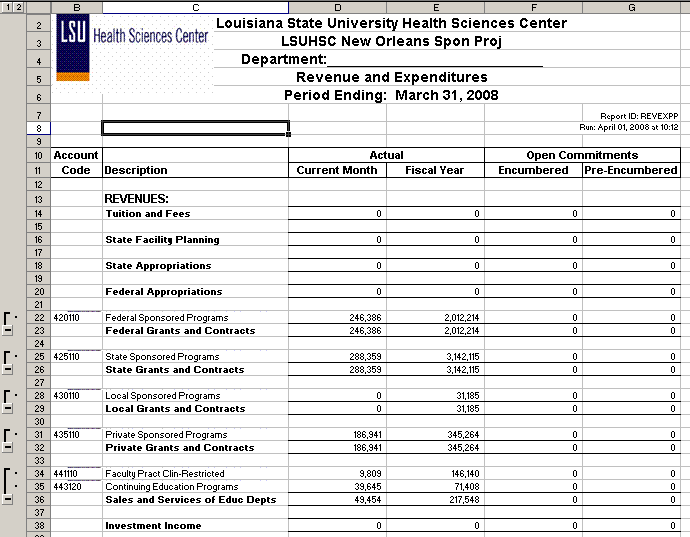 1 2 B C D E F G
2 LSU Health Sciences Center Louisiana State University Health Sciences Center
3 LSUHSC New Orleans Spon Proj
4 Department:
5 Revenue and Expenditures
6 Period Ending: March 31, 2008
7 Report ID: REVEXPP
8 Run: April 01, 2008 at 10:12
9
10 Account Actual Open Commitments
11 Code Description Current Month Fiscal Year Encumbered Pre-Encumbered
12
13 REVENUES:
14 Tuition and Fees 0 0 0 0
15
16 State Facility Planning 0 0 0 0
17
18 State Appropriations 0 0 0 0
19
20 Federal Appropriations 0 0 0 0
21
22 420110 Federal Sponsored Programs 246,386 2,012,214 0 0
23 Federal Grants and Contracts 246,386 2,012,214 0 0
24
25 425110 State Sponsored Programs 288,359 3,142,115 0 0
26 State Grants and Contracts 288,359 3,142,115 0 0
27
28 430110 Local Sponsored Programs 0 31,185 0 0
29 Local Grants and Contracts 0 31,185 0 0
30
31 435110 Private Sponsored Programs 186,941 345,264 0 0
32 Private Grants and Contracts 186,941 345,264 0 0
33
34 441110 Faculty Pract Clin-Restricted 9,809 146,140 0 0
35 443120 Continuing Education Programs 39,645 71,408 0 0
36 Sales and Services of Educ Depts 49,454 217,548 0 0
37
38 Investment Income 0 0 0 0